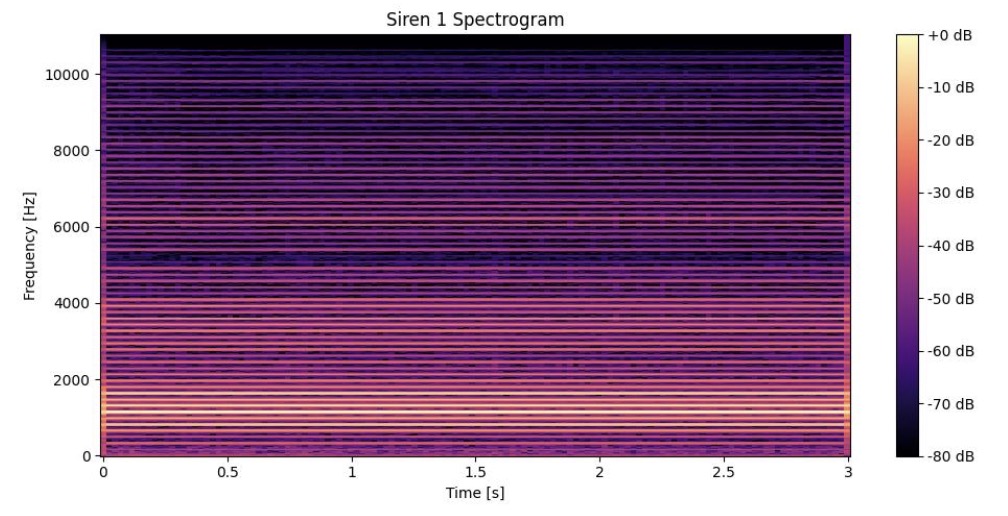 Siren 1 Spectrogram
Frequency [Hz]
10000
8000
6000
4000
2000
0
0
0.5
1
1.5
2
2.5
3
Time [s]
+0 dB
-10 dB
-20 dB
-30 dB
-40 dB
-50 dB
-60 dB
-70 dB
-80 dB